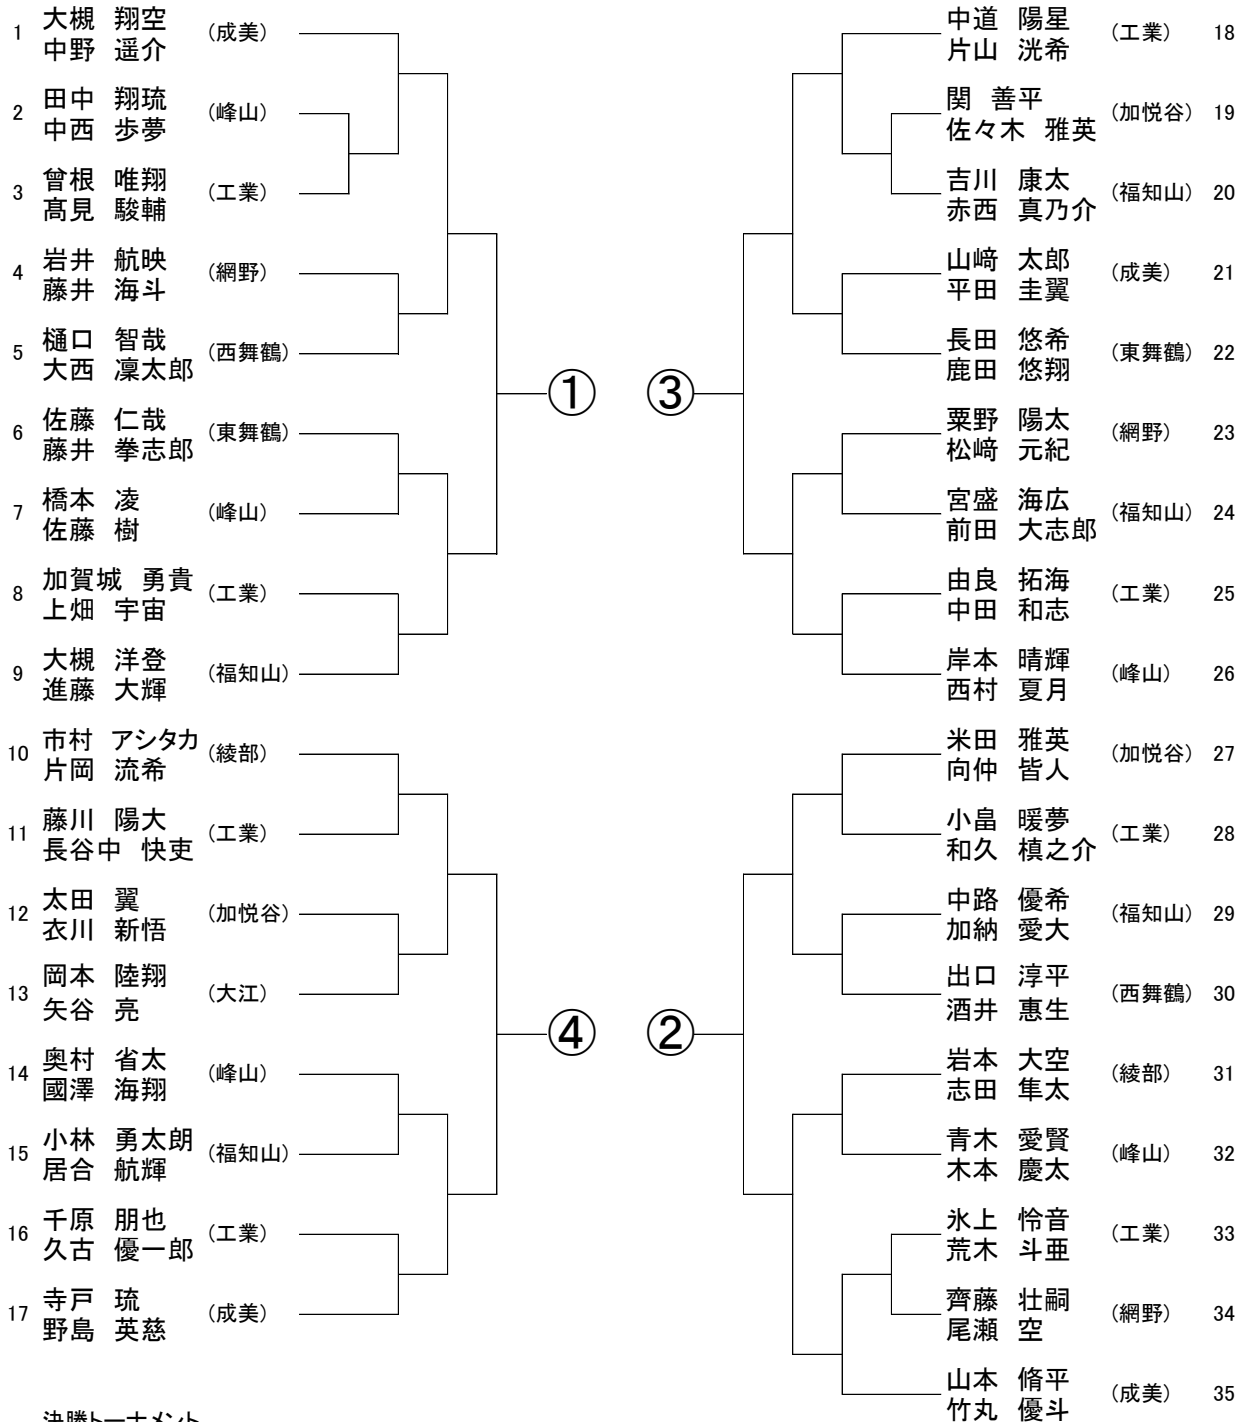 1 大槻 翔空 (成美)
中野 遥介
2 田中 翔琉 (峰山)
中西 歩夢
3 曾根 唯翔 (工業)
髙見 駿輔
4 岩井 航映 (網野)
藤井 海斗
5 樋口 智哉 (西舞鶴)
大西 凜太郎
6 佐藤 仁哉 (東舞鶴)
藤井 拳志郎
7 橋本 凌 (峰山)
佐藤 樹
8 加賀城 勇貴 (工業)
上畑 宇宙
9 大槻 洋登 (福知山)
進藤 大輝
①
10 市村 アシタカ (綾部)
片岡 流希
11 藤川 陽大 (工業)
長谷中 快吏
12 太田 翼 (加悦谷)
衣川 新悟
13 岡本 陸翔 (大江)
矢谷 亮
14 奥村 省太 (峰山)
國澤 海翔
15 小林 勇太朗 (福知山)
居合 航輝
16 千原 朋也 (工業)
久古 優一郎
17 寺戸 琉 (成美)
野島 英慈
④
中道 陽星 (工業) 18
片山 洸希
関 善平 (加悦谷) 19
佐々木 雅英
吉川 康太 (福知山) 20
赤西 真乃介
山﨑 太郎 (成美) 21
平田 圭翼
長田 悠希 (東舞鶴) 22
鹿田 悠翔
粟野 陽太 (網野) 23
松﨑 元紀
宮盛 海広 (福知山) 24
前田 大志郎
由良 拓海 (工業) 25
中田 和志
岸本 晴輝 (峰山) 26
西村 夏月
③
米田 雅英 (加悦谷) 27
向仲 皆人
小畠 暖夢 (工業) 28
和久 槙之介
中路 優希 (福知山) 29
加納 愛大
出口 淳平 (西舞鶴) 30
酒井 惠生
岩本 大空 (綾部) 31
志田 隼太
青木 愛賢 (峰山) 32
木本 慶太
氷上 怜音 (工業) 33
荒木 斗亜
齊藤 壮嗣 (網野) 34
尾瀬 空
山本 脩平 (成美) 35
竹丸 優斗
②
決勝トーナメント